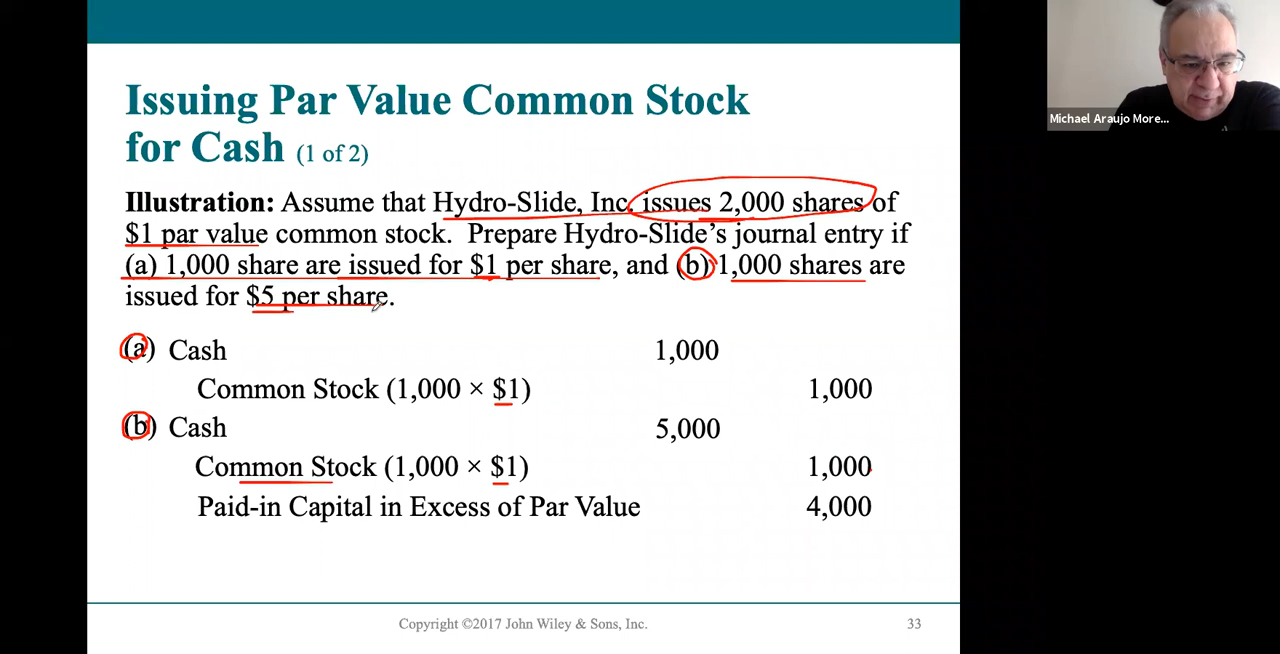 Issuing Par Value Common Stock
for Cash (1 of 2)
Illustration: Assume that Hydro-Slide, Inc. issues 2,000 shares of
$1 par value common stock. Prepare Hydro-Slide’s journal entry if
(a) 1,000 share are issued for $1 per share, and (b) 1,000 shares are
issued for $5 per share.
(a) Cash 1,000
Common Stock (1,000 × $1) 1,000
(b) Cash 5,000
Common Stock (1,000 × $1) 1,000
Paid-in Capital in Excess of Par Value 4,000
Copyright ©2017 John Wiley & Sons, Inc. 33
Michael Araujo More...